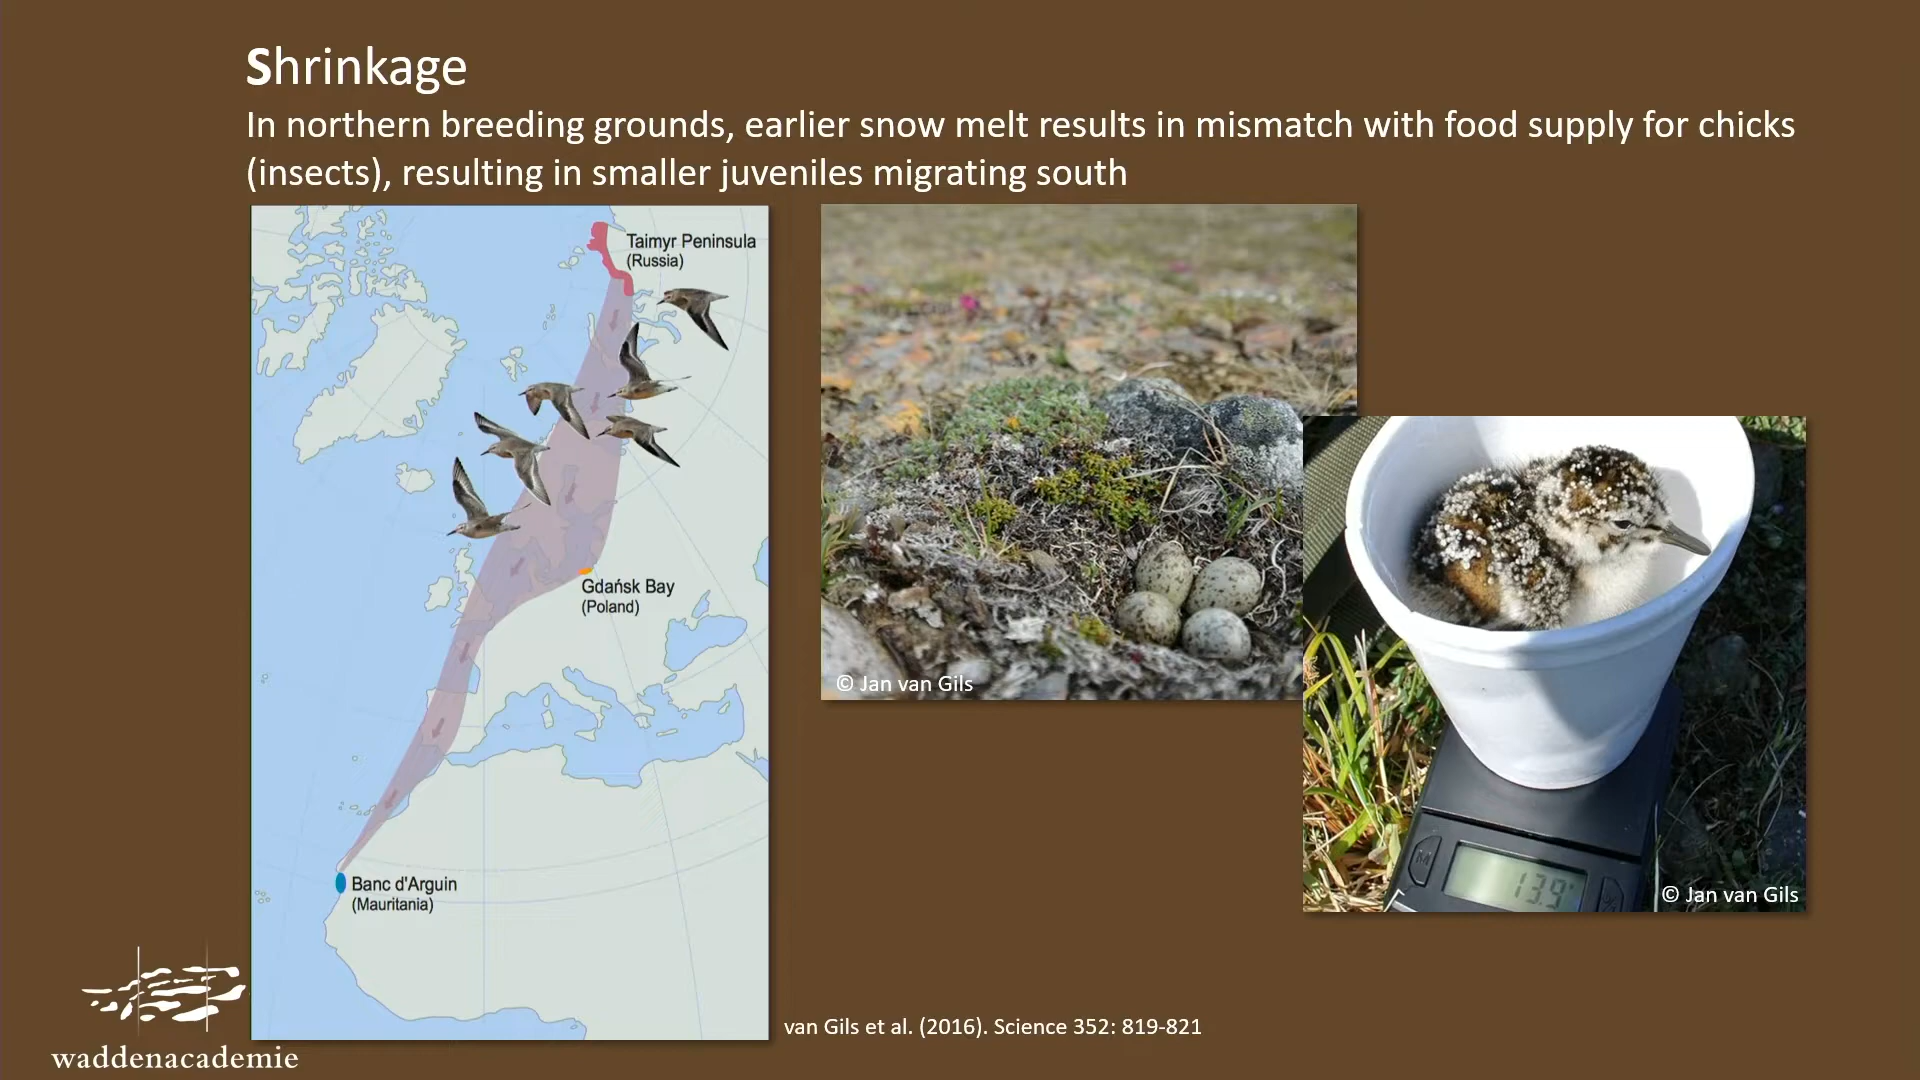 Shrinkage
In northern breeding grounds, earlier snow melt results in mismatch with food supply for chicks
(insects), resulting in smaller juveniles migrating south
Taimyr Peninsula
(Russia)
Gdańsk Bay
(Poland)
Banc d'Arguin
(Mauritania)
© Jan van Gils
M
13.9
© Jan van Gils
van Gils et al. (2016). Science 352: 819-821
waddenacademie